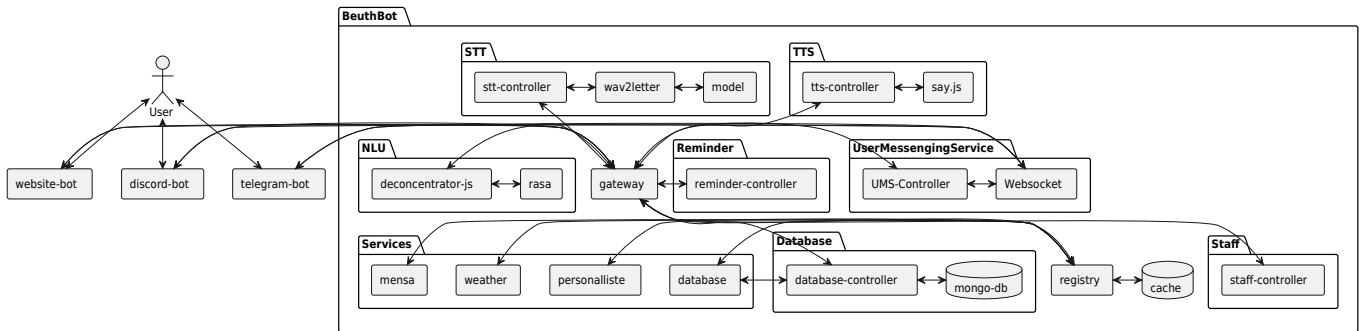 BeuthBot
STT
TTS
stt-controller
wav2letter
model
tts-controller
say.js
User
NLU
Reminder
UserMessengingService
website-bot
discord-bot
telegram-bot
deconcentrator-js
rasa
gateway
reminder-controller
UMS-Controller
Websocket
Services
Database
Staff
mensa
weather
personalliste
database
database-controller
mongo-db
registry
cache
staff-controller